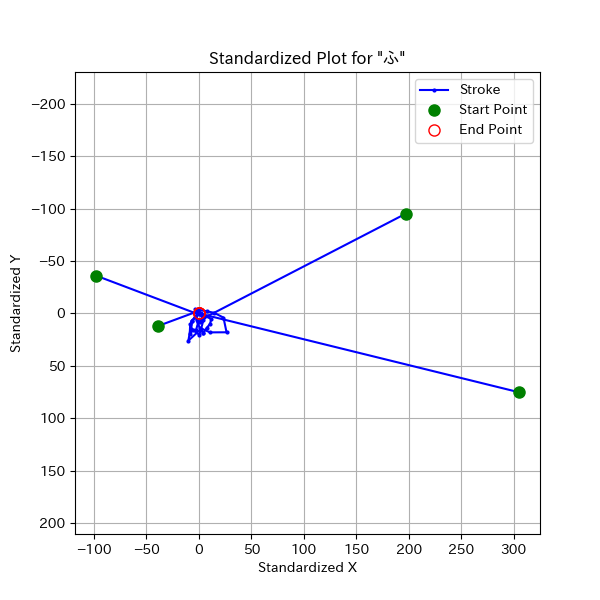 Standardized Plot for "ふ"
Stroke
Start Point
End Point
Standardized Y
−200
−150
−100
−50
0
50
100
150
200
−100 −50 0 50 100 150 200 250 300
Standardized X